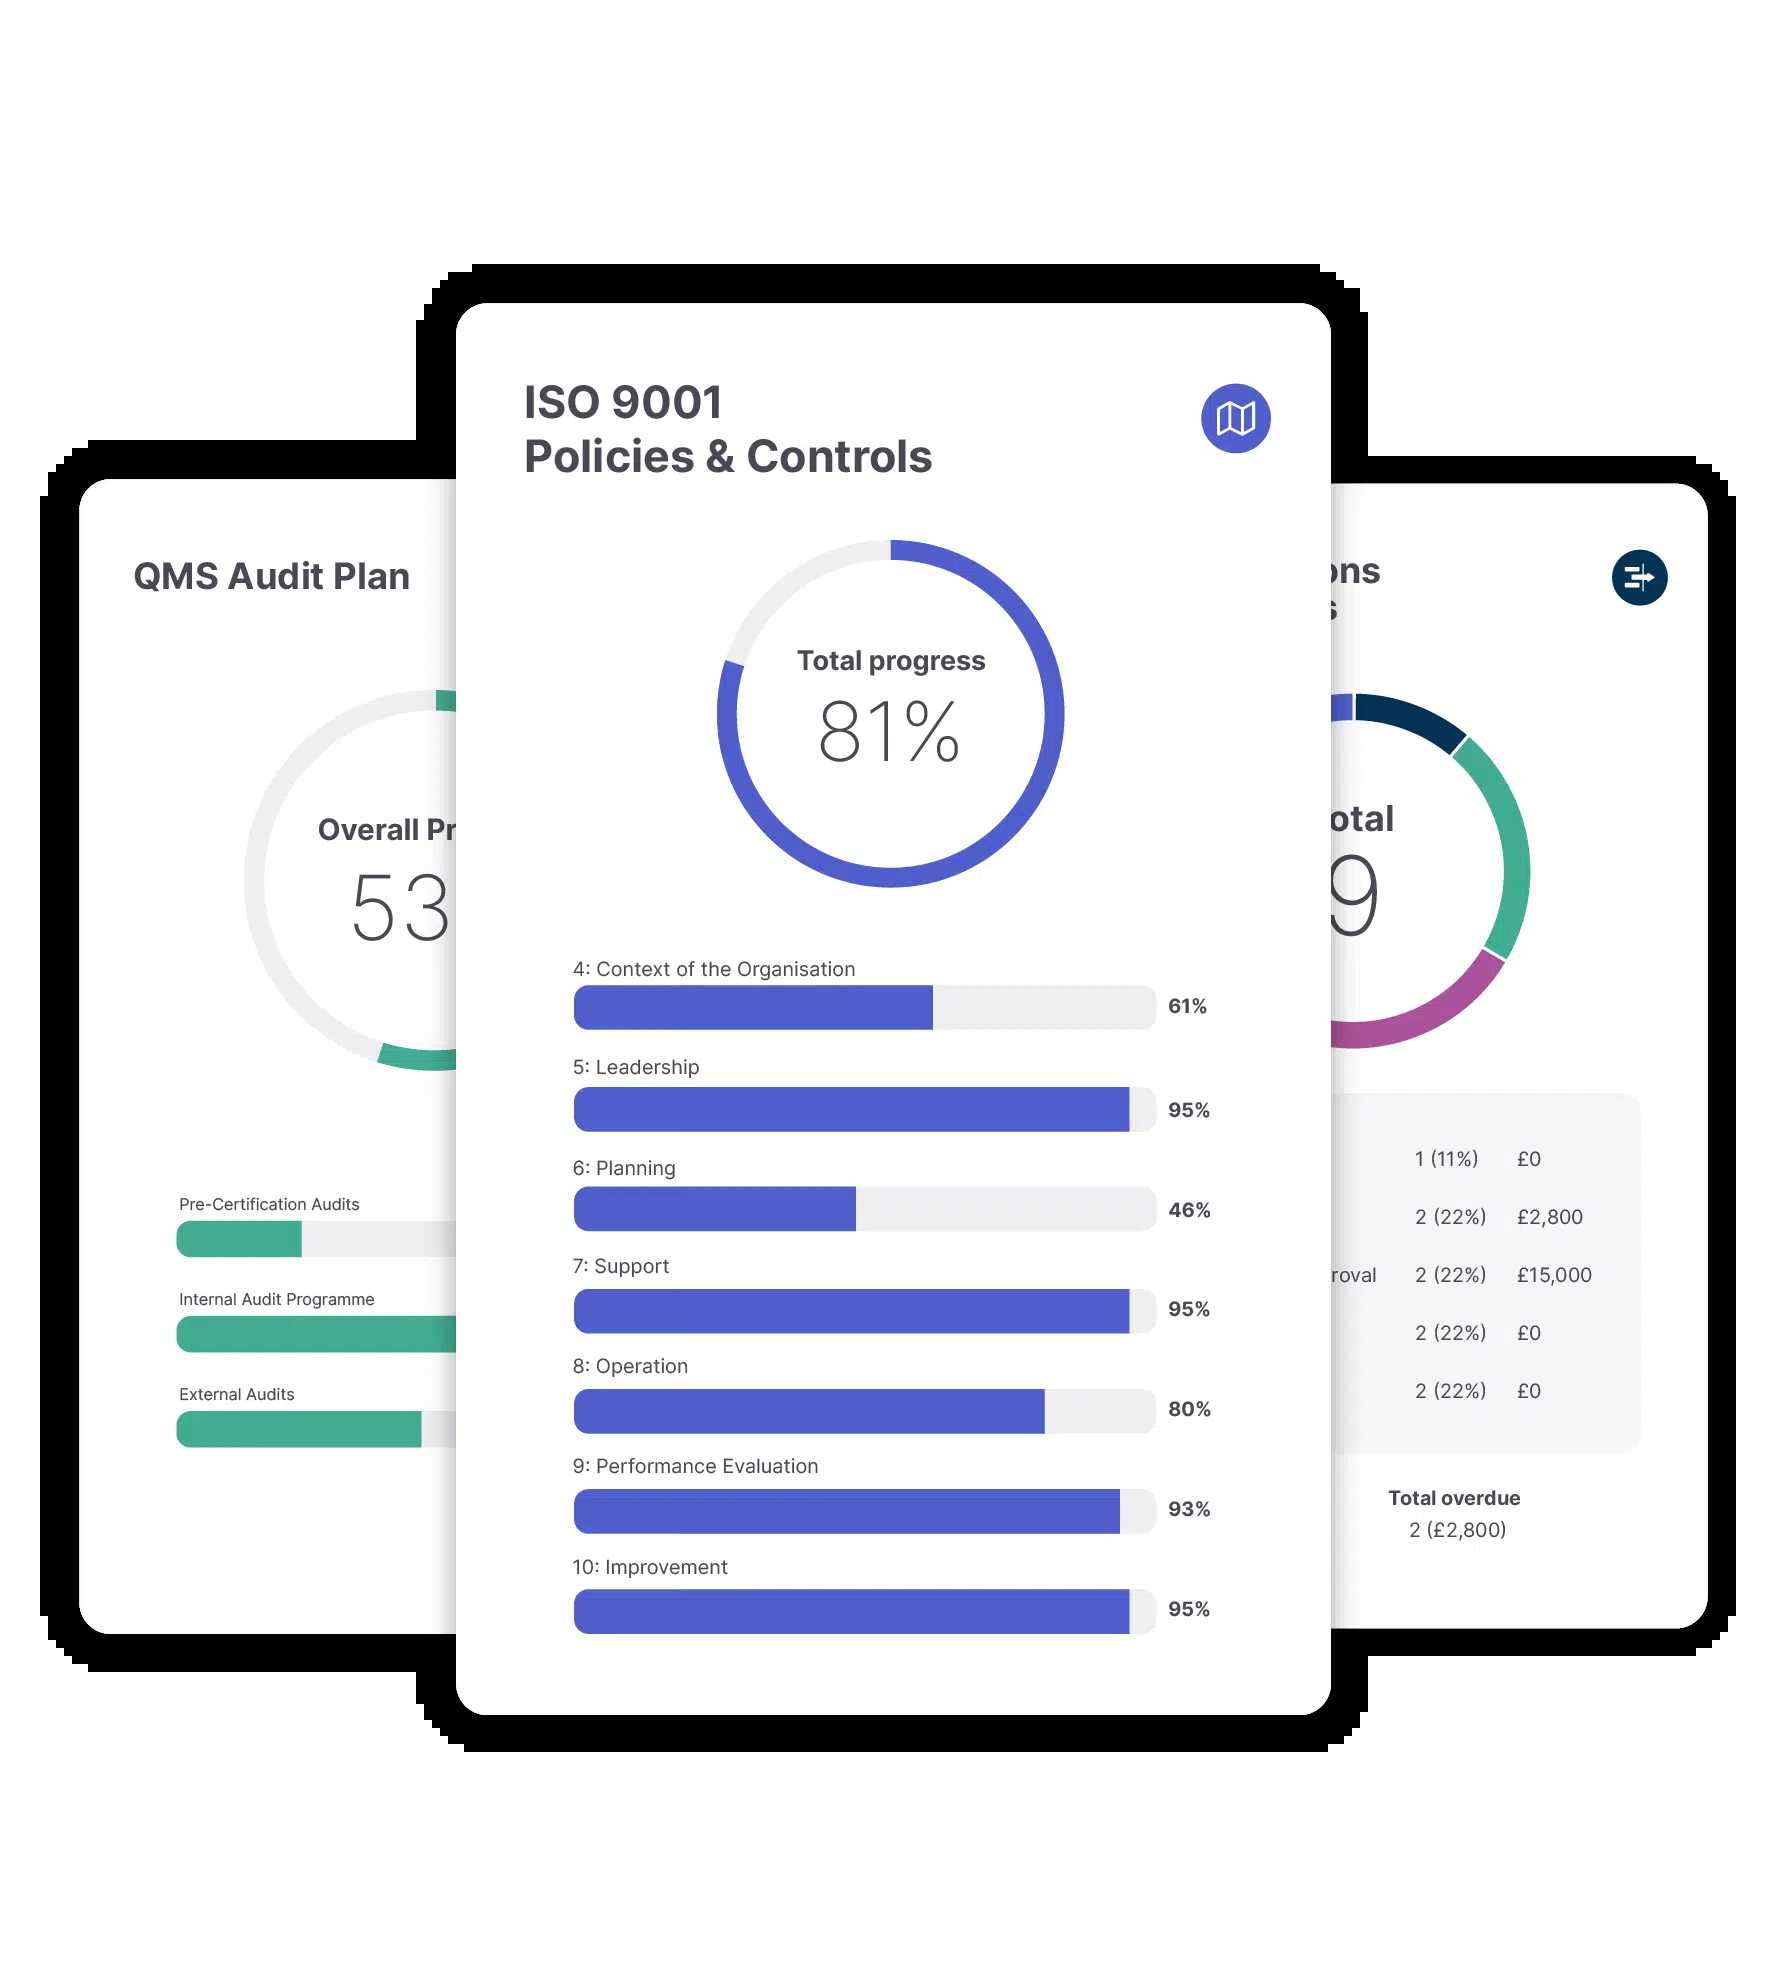 QMS Audit Plan
Overall Pr
53
Pre-Certification Audits
Internal Audit Programme
External Audits
ISO 9001
Policies & Controls
Total progress
81%
4: Context of the Organisation
61%
5: Leadership
95%
6: Planning
46%
7: Support
95%
8: Operation
80%
9: Performance Evaluation
93%
10: Improvement
95%
ons
s
otal
9
1 (11%) £0
2 (22%) £2,800
roval 2 (22%) £15,000
2 (22%) £0
2 (22%) £0
Total overdue
2 (£2,800)